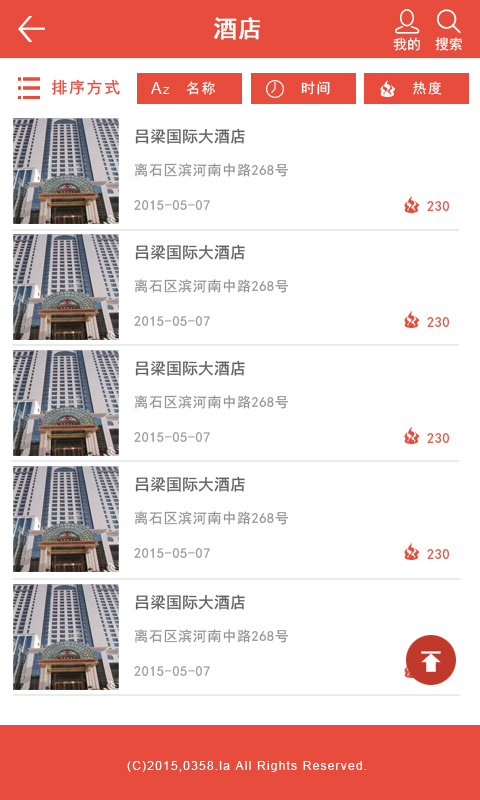 酒店
我的 搜索
排序方式 AZ 名称 时间 热度
吕梁国际大酒店
离石区滨河南中路268号
2015-05-07 230
吕梁国际大酒店
离石区滨河南中路268号
2015-05-07 230
吕梁国际大酒店
离石区滨河南中路268号
2015-05-07 230
吕梁国际大酒店
离石区滨河南中路268号
2015-05-07 230
吕梁国际大酒店
离石区滨河南中路268号
2015-05-07
(C)2015,0358.la All Rights Reserved.